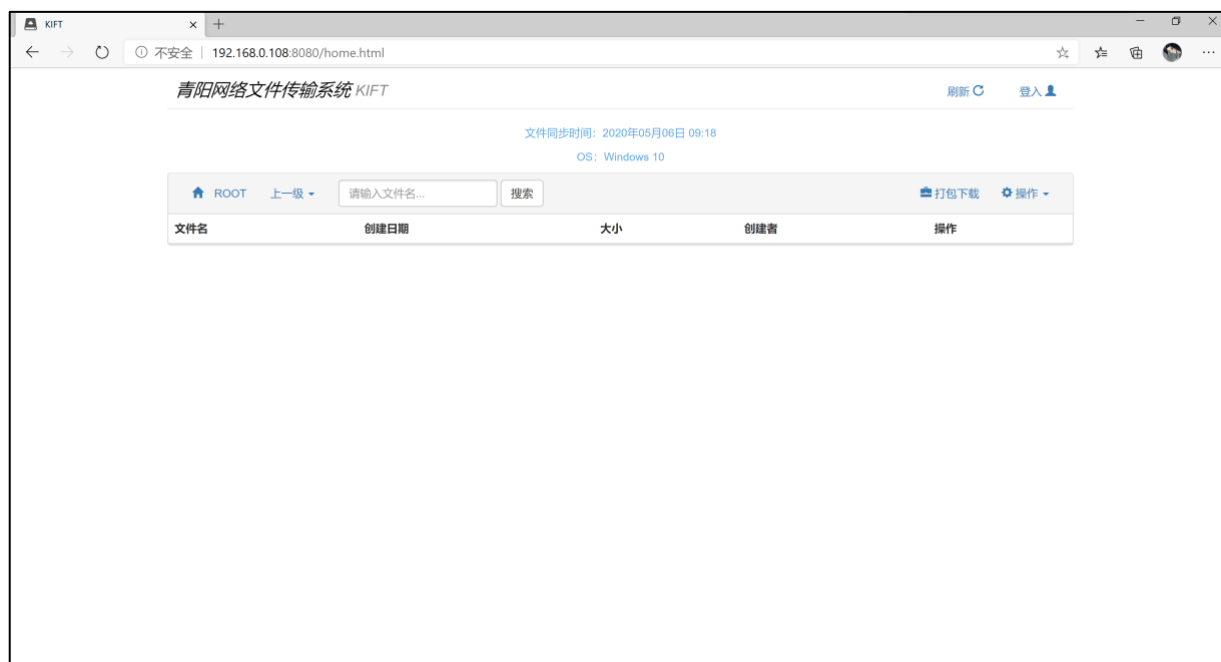 KIFT
不安全 192.168.0.108:8080/home.html
青阳网络文件传输系统 KIFT 刷新 登入
文件同步时间：2020年05月06日 09:18
OS：Windows 10
ROOT 上一级 请输入文件名... 搜索 打包下载 操作
文件名 创建日期 大小 创建者 操作